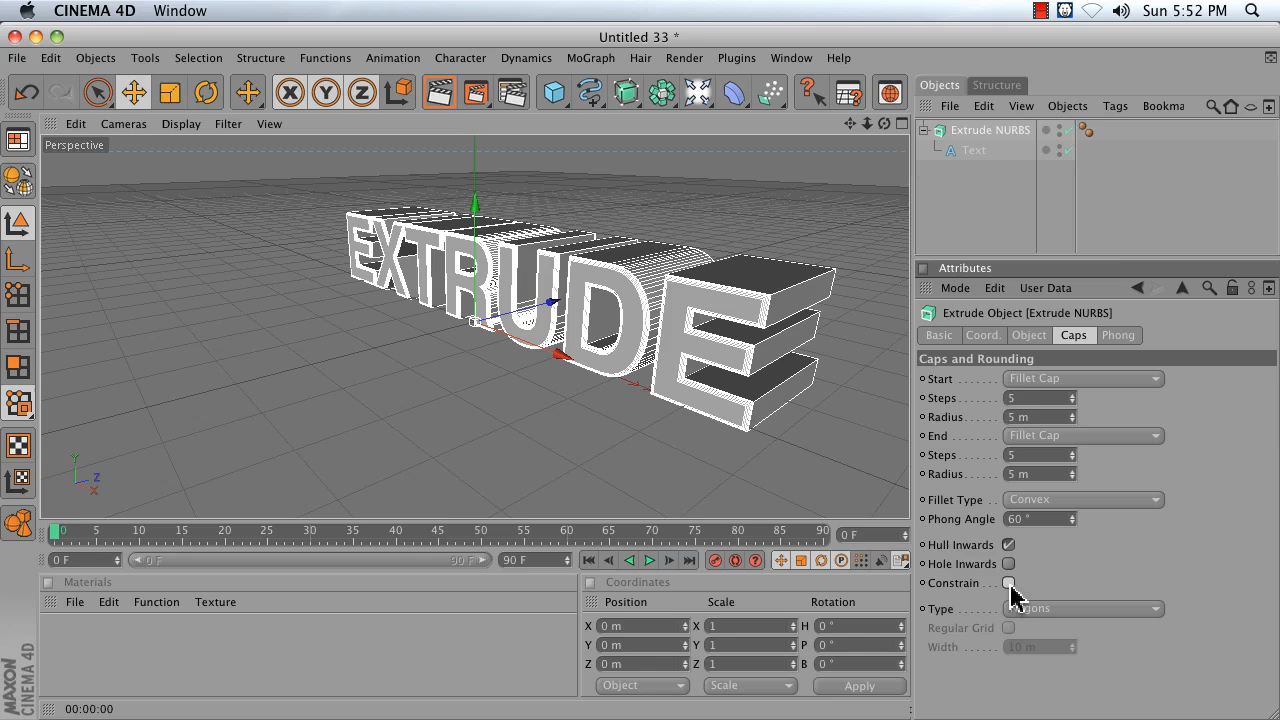 CINEMA 4D Window Sun 5:52 PM
Untitled 33 *
File Edit Objects Tools Selection Structure Functions Animation Character Dynamics MoGraph Hair Render Plugins Window Help
X Y Z
Objects Structure
File Edit View Objects Tags Bookma
Edit Cameras Display Filter View
Perspective
Extrude NURBS
Text
EXTRUDE
Y Z X
Attributes
Mode Edit User Data
Extrude Object [Extrude NURBS]
Basic Coord. Object Caps Phong
Caps and Rounding
Start Fillet Cap
Steps 5
Radius 5 m
End Fillet Cap
Steps 5
Radius 5 m
Fillet Type Convex
Phong Angle 60 °
Hull Inwards
Hole Inwards
Constrain
Type
Regular Grid
Width 10 m
0 5 10 15 20 25 30 35 40 45 50 55 60 65 70 75 80 85 90 0 F
0 F 0 F 90 F 90 F
Materials
File Edit Function Texture
Coordinates
Position Scale Rotation
X 0 m X 1 H 0 °
Y 0 m Y 1 P 0 °
Z 0 m Z 1 B 0 °
Object Scale Apply
MAXON
CINEMA 4D
00:00:00